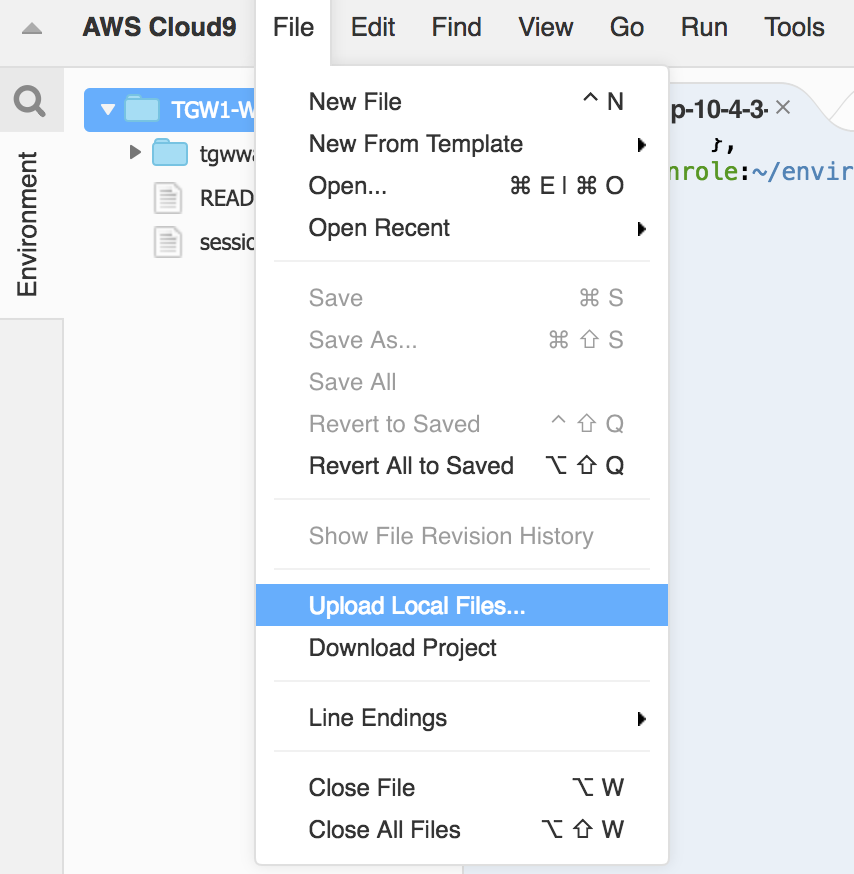 AWS Cloud9 File Edit Find View Go Run Tools
TGW1-W
tgwwa
READ
sessio
Environment
New File ^ N
New From Template
Open... ⌘ E | ⌘ O
Open Recent
Save ⌘ S
Save As... ⌘ ⇧ S
Save All
Revert to Saved ^ ⇧ Q
Revert All to Saved ⌥ ⇧ Q
Show File Revision History
Upload Local Files...
Download Project
Line Endings
Close File ⌥ W
Close All Files ⌥ ⇧ W
p-10-4-3- ×
},
nrole:~/envir